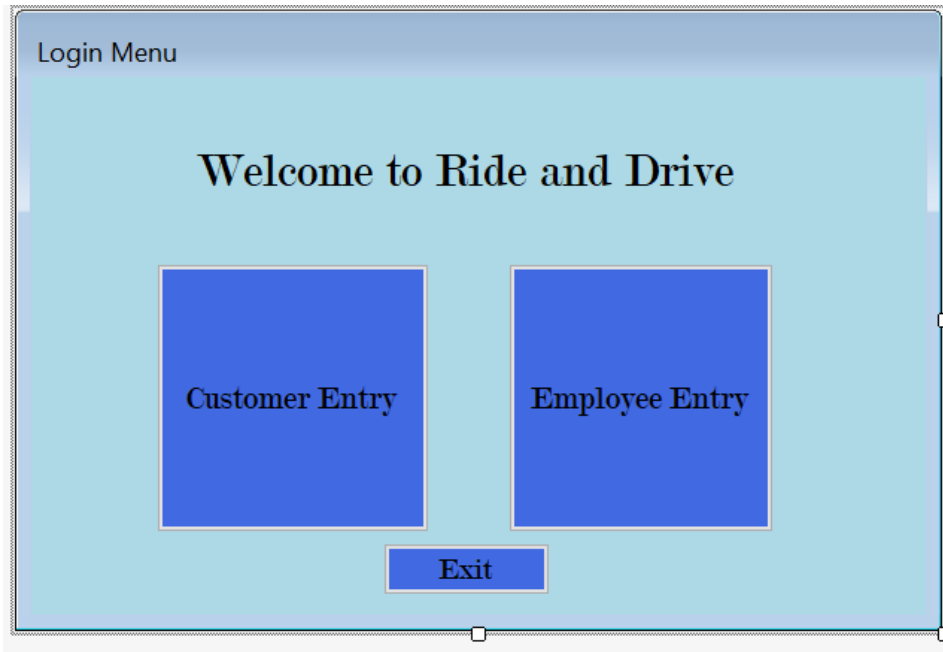 Login Menu
Welcome to Ride and Drive
Customer Entry
Employee Entry
Exit